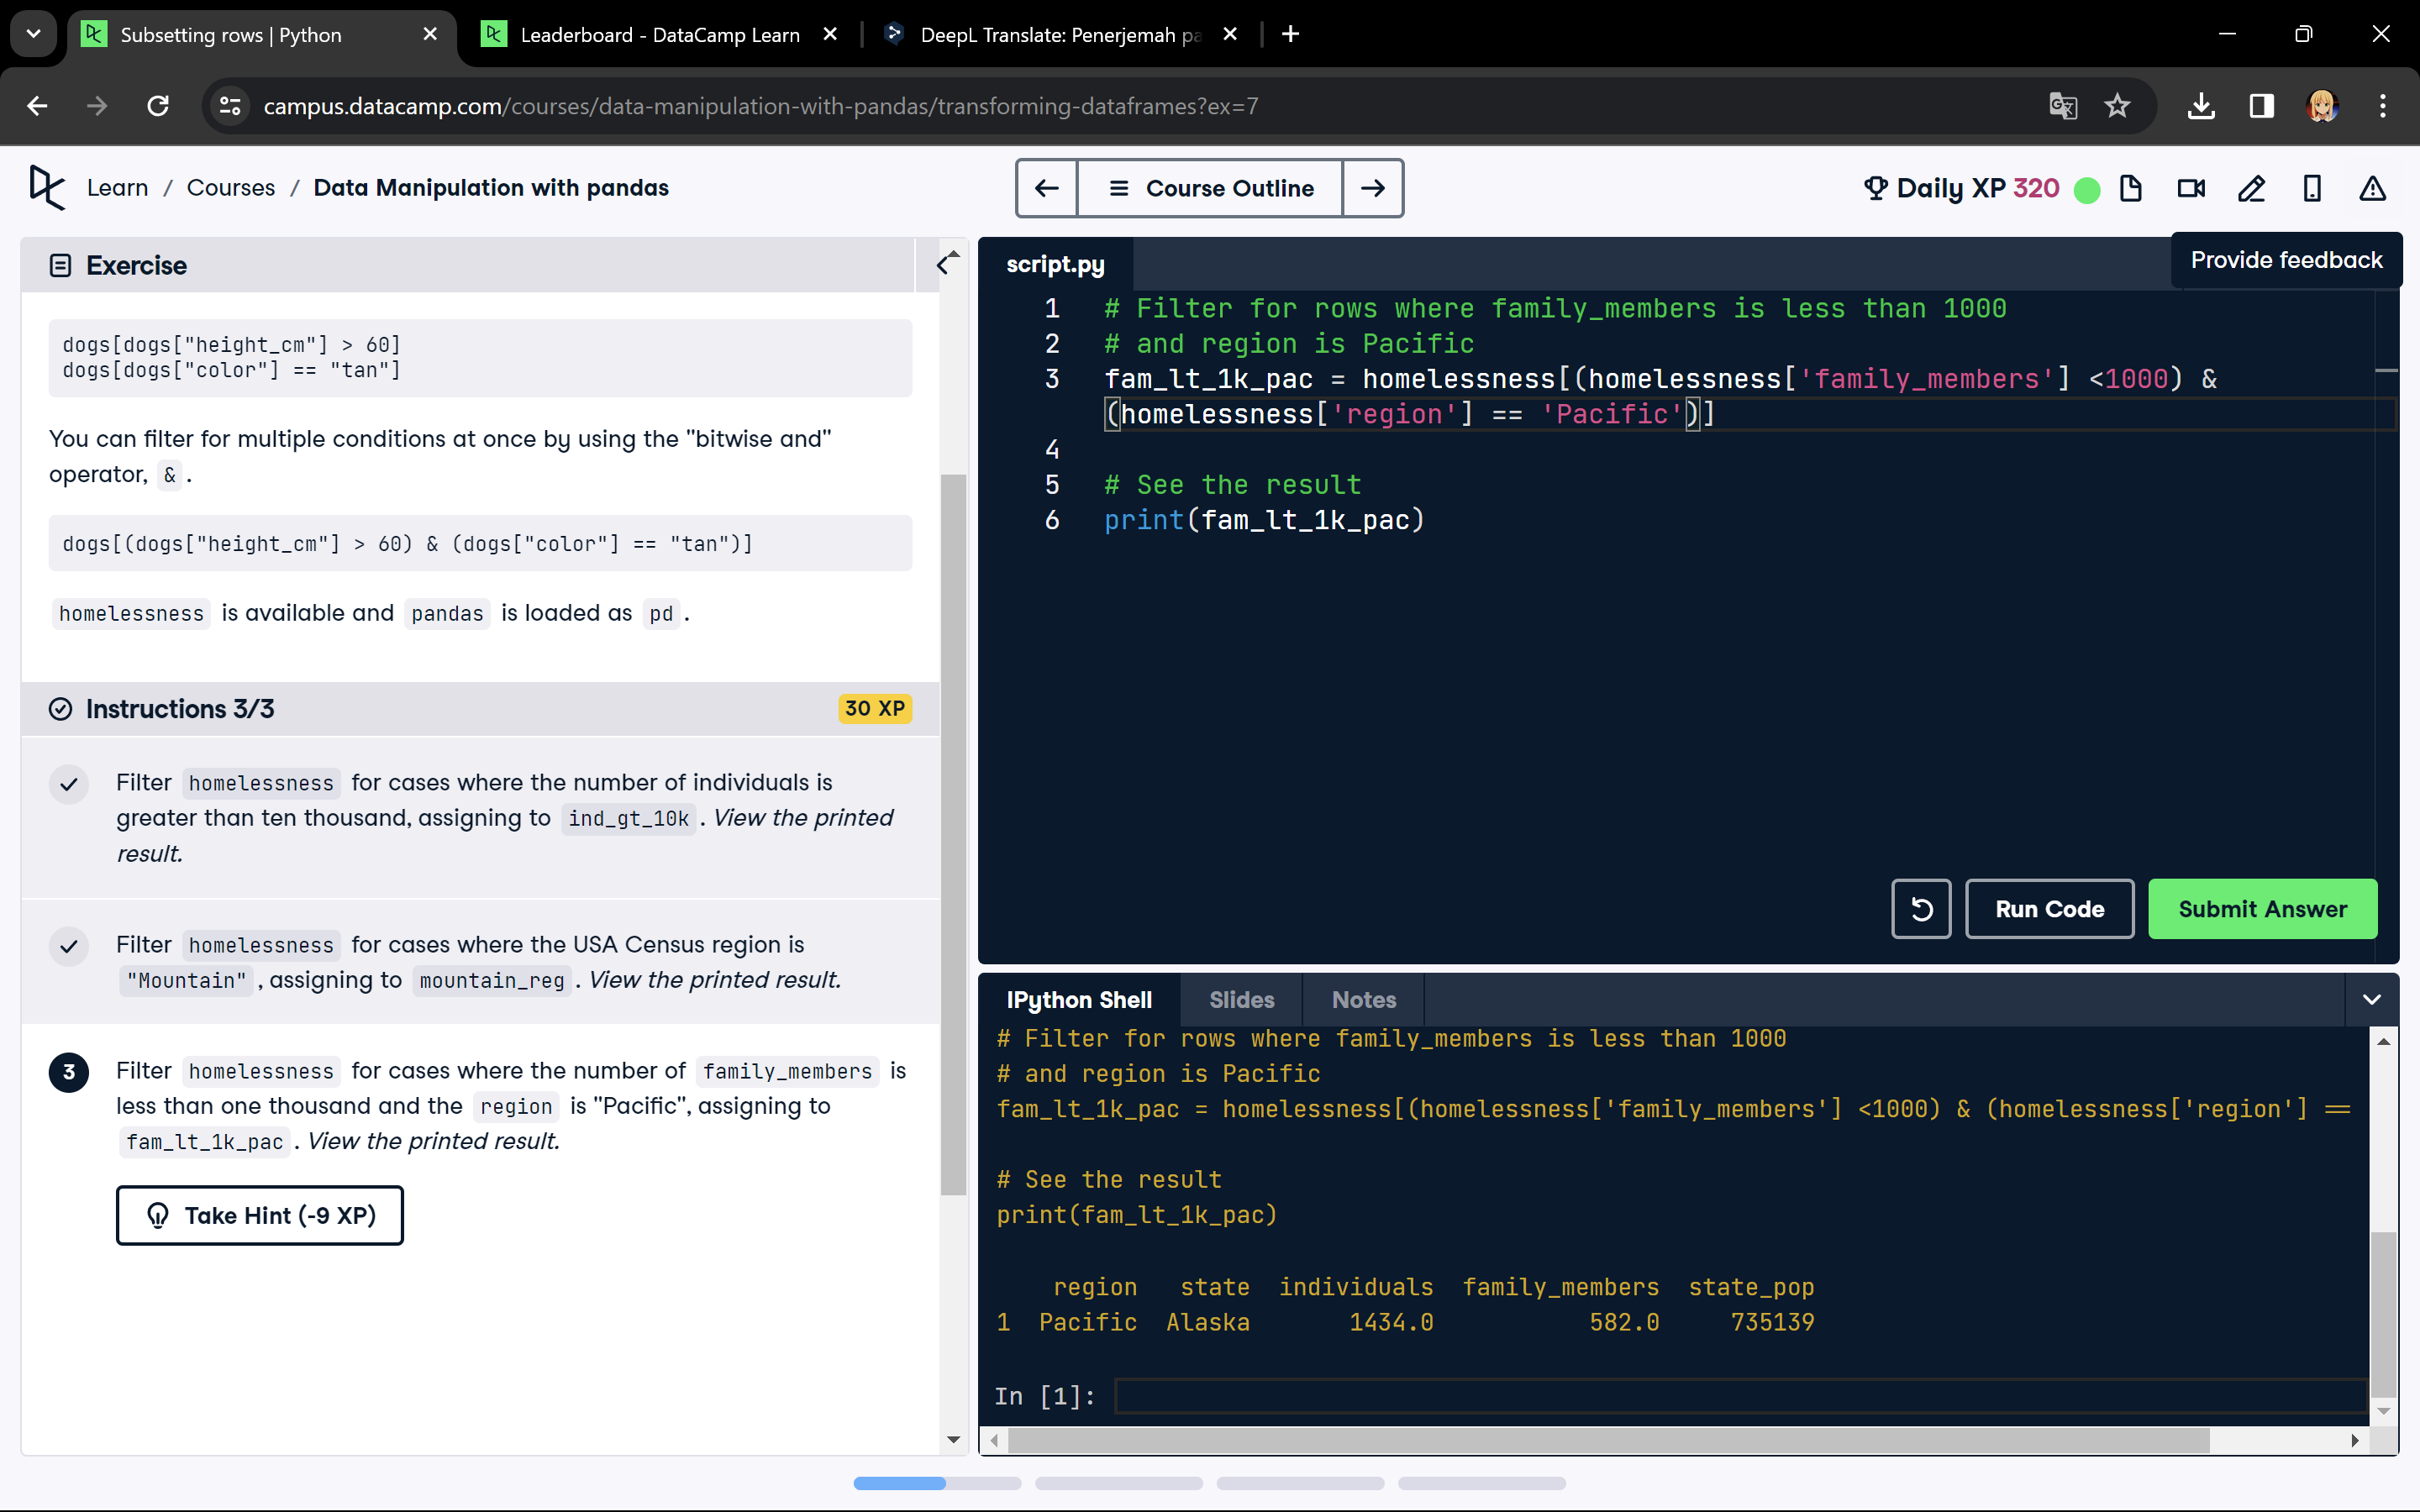 Subsetting rows | Python
Leaderboard - DataCamp Learn
DeepL Translate: Penerjemah pa
campus.datacamp.com/courses/data-manipulation-with-pandas/transforming-dataframes?ex=7
Learn / Courses / Data Manipulation with pandas
Course Outline
Daily XP 320
Provide feedback
Exercise
dogs[dogs["height_cm"] > 60]
dogs[dogs["color"] == "tan"]
You can filter for multiple conditions at once by using the "bitwise and"
operator, & .
dogs[(dogs["height_cm"] > 60) & (dogs["color"] == "tan")]
homelessness is available and pandas is loaded as pd .
Instructions 3/3
30 XP
Filter homelessness for cases where the number of individuals is
greater than ten thousand, assigning to ind_gt_10k . View the printed
result.
Filter homelessness for cases where the USA Census region is
"Mountain" , assigning to mountain_reg . View the printed result.
3
Filter homelessness for cases where the number of family_members is
less than one thousand and the region is "Pacific", assigning to
fam_lt_1k_pac . View the printed result.
Take Hint (-9 XP)
script.py
1 # Filter for rows where family_members is less than 1000
2 # and region is Pacific
3 fam_lt_1k_pac = homelessness[(homelessness['family_members'] <1000) &
(homelessness['region'] == 'Pacific')]
4
5 # See the result
6 print(fam_lt_1k_pac)
Run Code
Submit Answer
IPython Shell
Slides
Notes
# Filter for rows where family_members is less than 1000
# and region is Pacific
fam_lt_1k_pac = homelessness[(homelessness['family_members'] <1000) & (homelessness['region'] ==
# See the result
print(fam_lt_1k_pac)
region state individuals family_members state_pop
1 Pacific Alaska 1434.0 582.0 735139
In [1]: